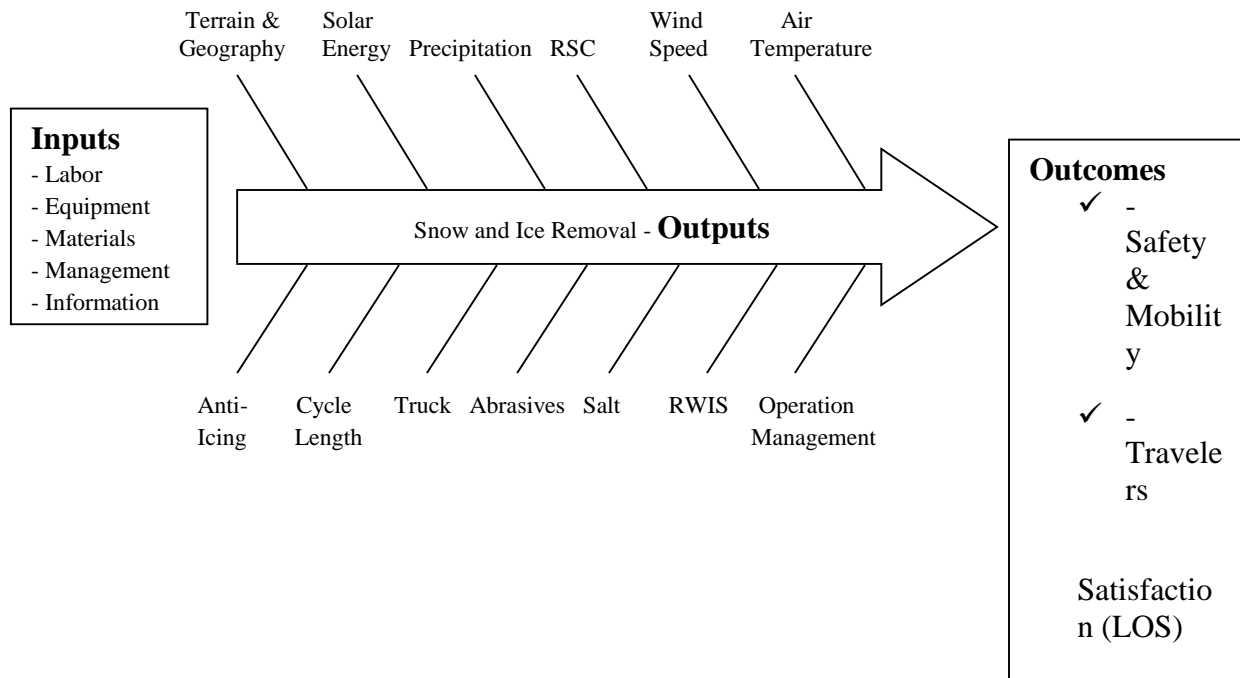 Terrain &
Geography
Solar
Energy
Precipitation
RSC
Wind
Speed
Air
Temperature
Inputs
- Labor
- Equipment
- Materials
- Management
- Information
Snow and Ice Removal - Outputs
Outcomes
✓ -
Safety
&
Mobilit
y
✓ -
Travele
rs
Satisfactio
n (LOS)
Anti-
Icing
Cycle
Length
Truck
Abrasives
Salt
RWIS
Operation
Management